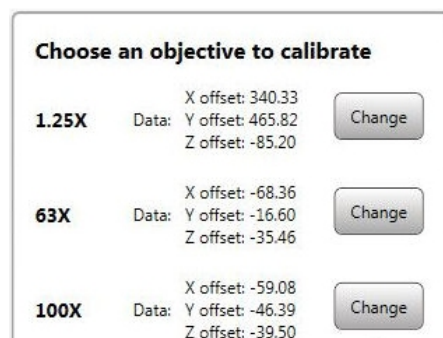 Choose an objective to calibrate
X offset: 340.33
1.25X Data: Y offset: 465.82 Change
Z offset: -85.20
X offset: -68.36
63X Data: Y offset: -16.60 Change
Z offset: -35.46
X offset: -59.08
100X Data: Y offset: -46.39 Change
Z offset: -39.50